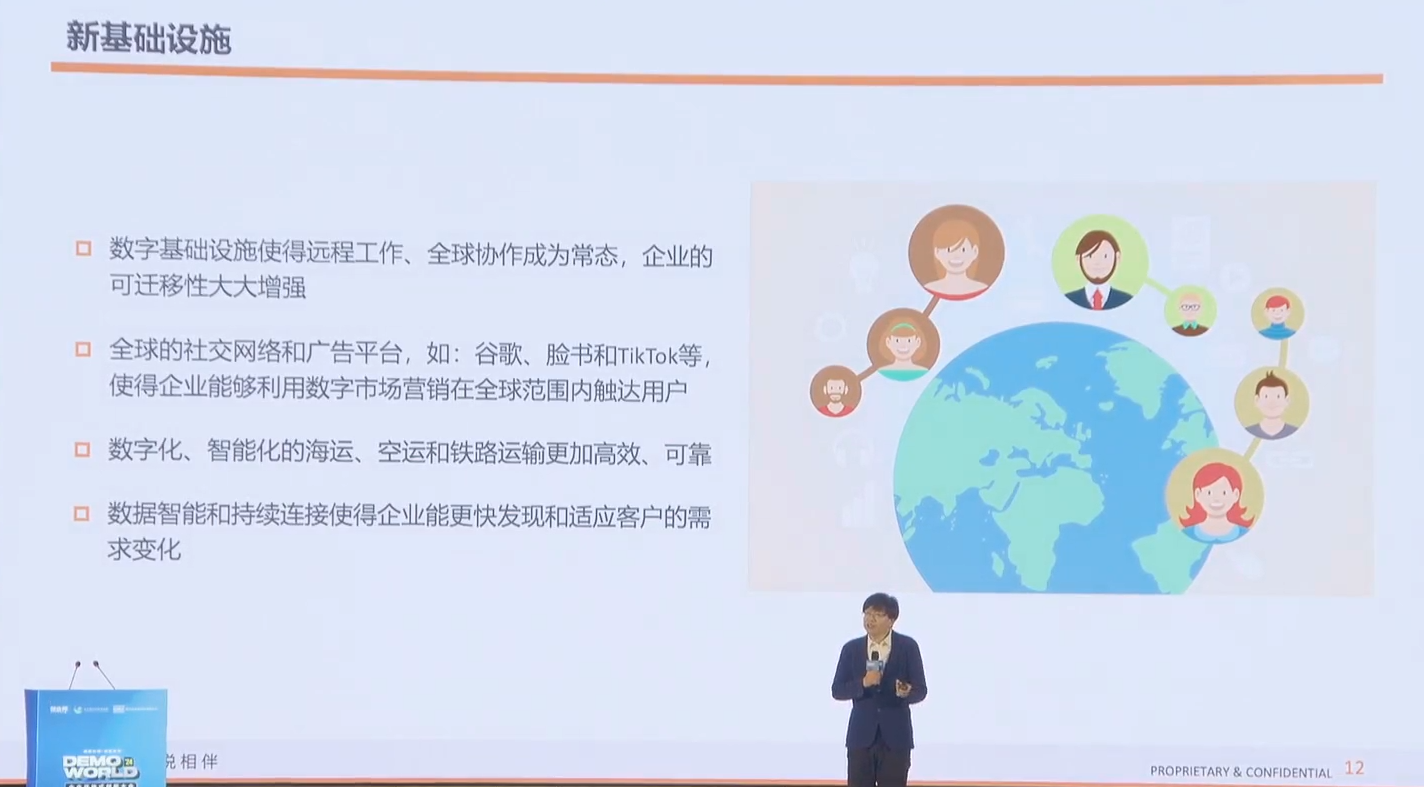 新基础设施
数字基础设施使得远程工作、全球协作成为常态，企业的
可迁移性大大增强
全球的社交网络和广告平台，如：谷歌、脸书和TikTok等，
使得企业能够利用数字市场营销在全球范围内触达用户
数字化、智能化的海运、空运和铁路运输更加高效、可靠
数据智能和持续连接使得企业能更快发现和适应客户的需
求变化
DEMO
WORLD
悦相伴
PROPRIETARY & CONFIDENTIAL 12